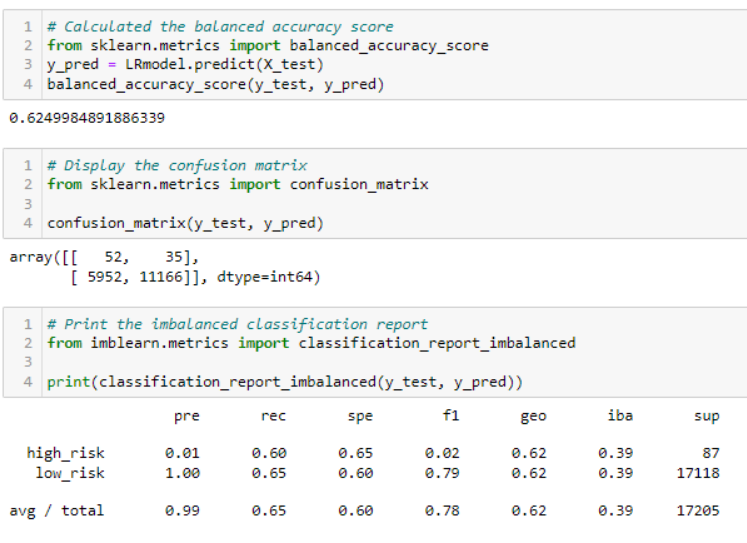 1 # Calculated the balanced accuracy score
2 from sklearn.metrics import balanced_accuracy_score
3 y_pred = LRmodel.predict(X_test)
4 balanced_accuracy_score(y_test, y_pred)
0.6249984891886339
1 # Display the confusion matrix
2 from sklearn.metrics import confusion_matrix
3
4 confusion_matrix(y_test, y_pred)
array([[   52,    35],
       [ 5952, 11166]], dtype=int64)
1 # Print the imbalanced classification report
2 from imblearn.metrics import classification_report_imbalanced
3
4 print(classification_report_imbalanced(y_test, y_pred))
pre rec spe f1 geo iba sup
high_risk 0.01 0.60 0.65 0.02 0.62 0.39 87
low_risk 1.00 0.65 0.60 0.79 0.62 0.39 17118
avg / total 0.99 0.65 0.60 0.78 0.62 0.39 17205